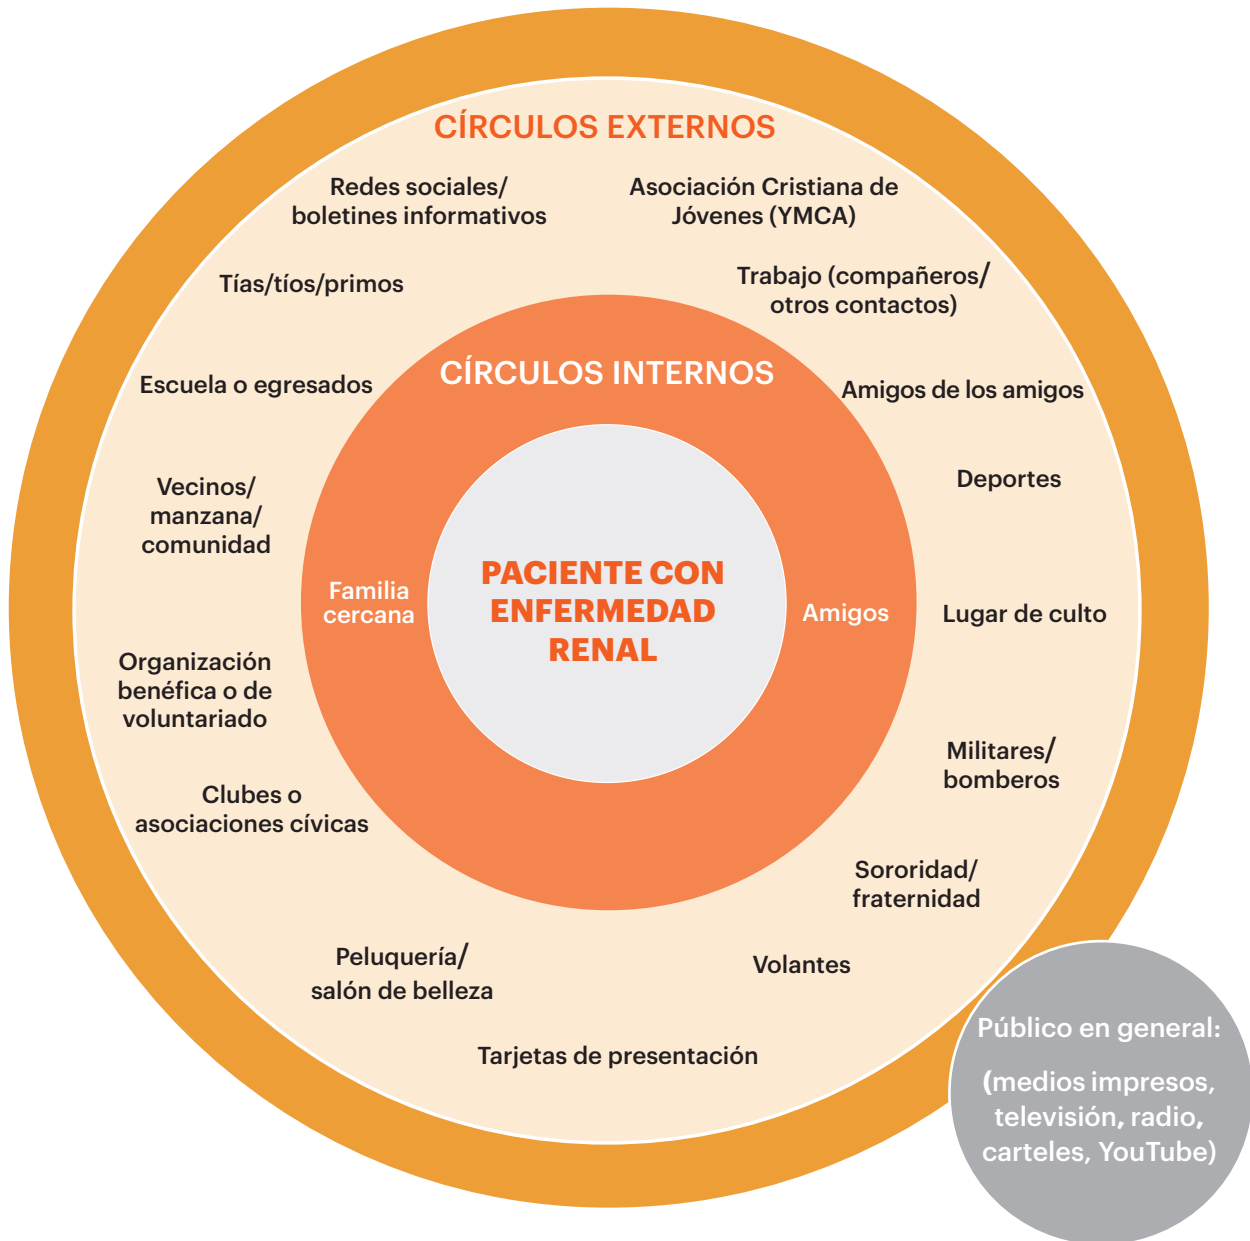 CÍRCULOS EXTERNOS
Redes sociales/
boletines informativos
Asociación Cristiana de
Jóvenes (YMCA)
Tías/tíos/primos
Trabajo (compañeros/
otros contactos)
CÍRCULOS INTERNOS
Escuela o egresados
Amigos de los amigos
Vecinos/
manzana/
comunidad
Deportes
Familia
cercana
PACIENTE CON
ENFERMEDAD
RENAL
Amigos
Lugar de culto
Organización
benéfica o de
voluntariado
Militares/
bomberos
Clubes o
asociaciones cívicas
Sororidad/
fraternidad
Peluquería/
salón de belleza
Volantes
Tarjetas de presentación
Público en general:
(medios impresos,
televisión, radio,
carteles, YouTube)